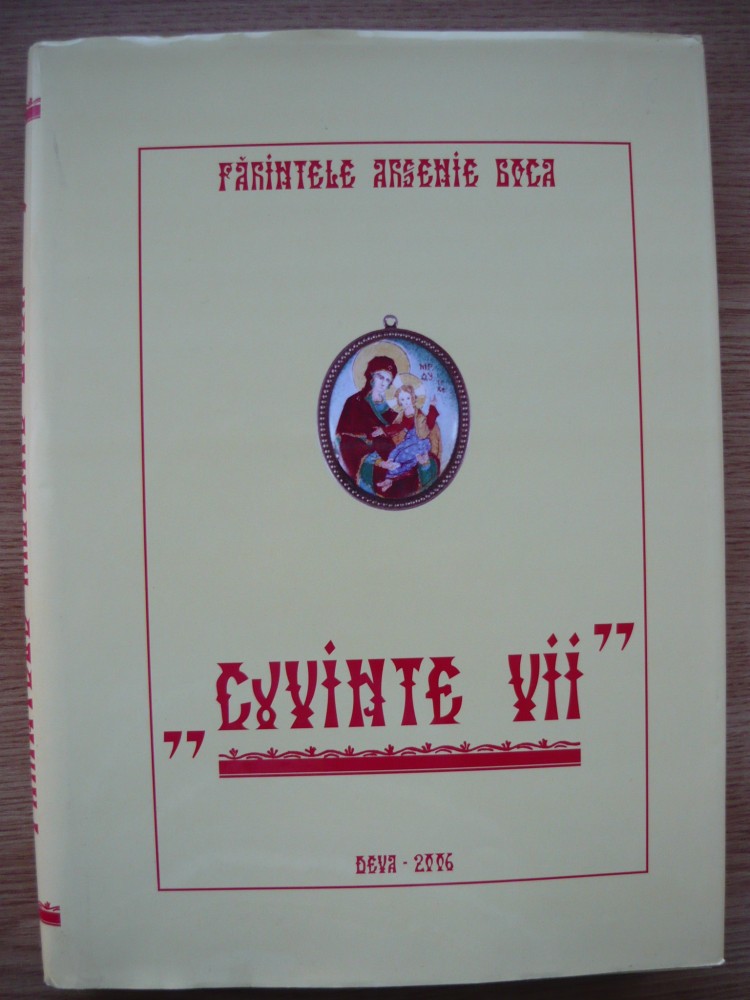 PĂRINTELE ARSENIE BOCA
„CUVINTE VII”
DEVA - 2006